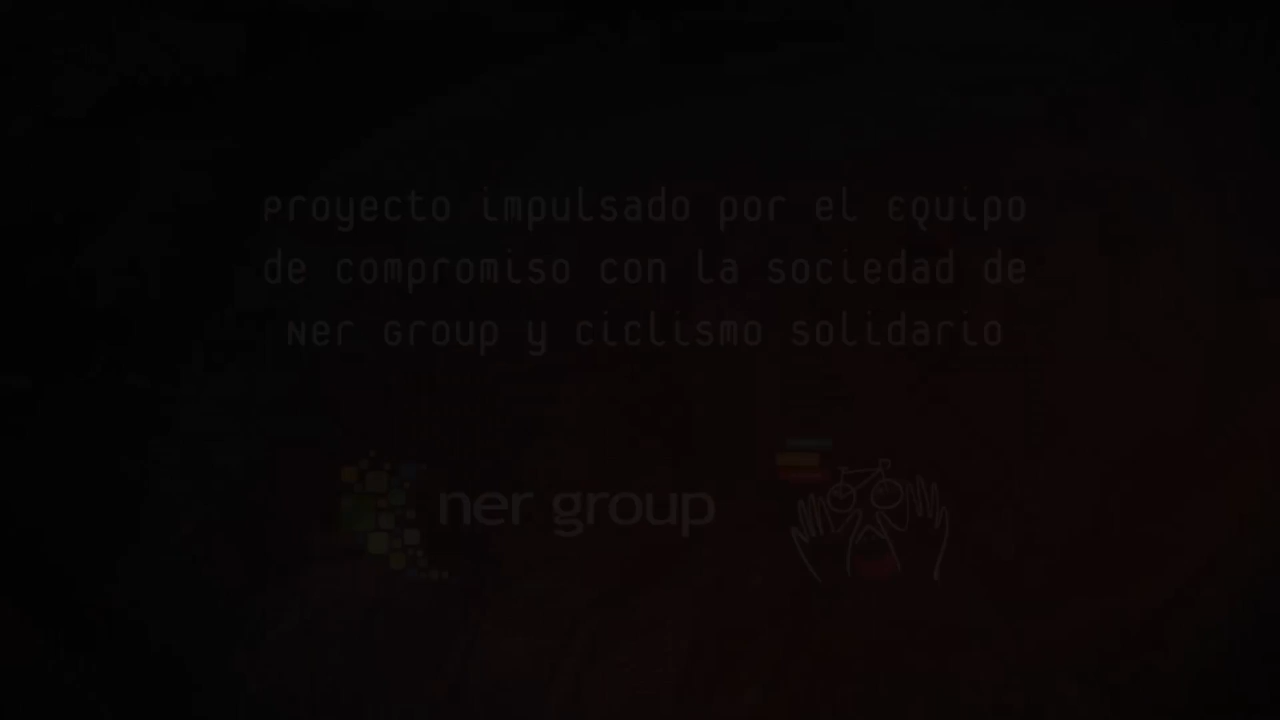 Proyecto impulsado por el Equipo
de compromiso con la sociedad de
Ner Group y ciclismo solidario
ner group